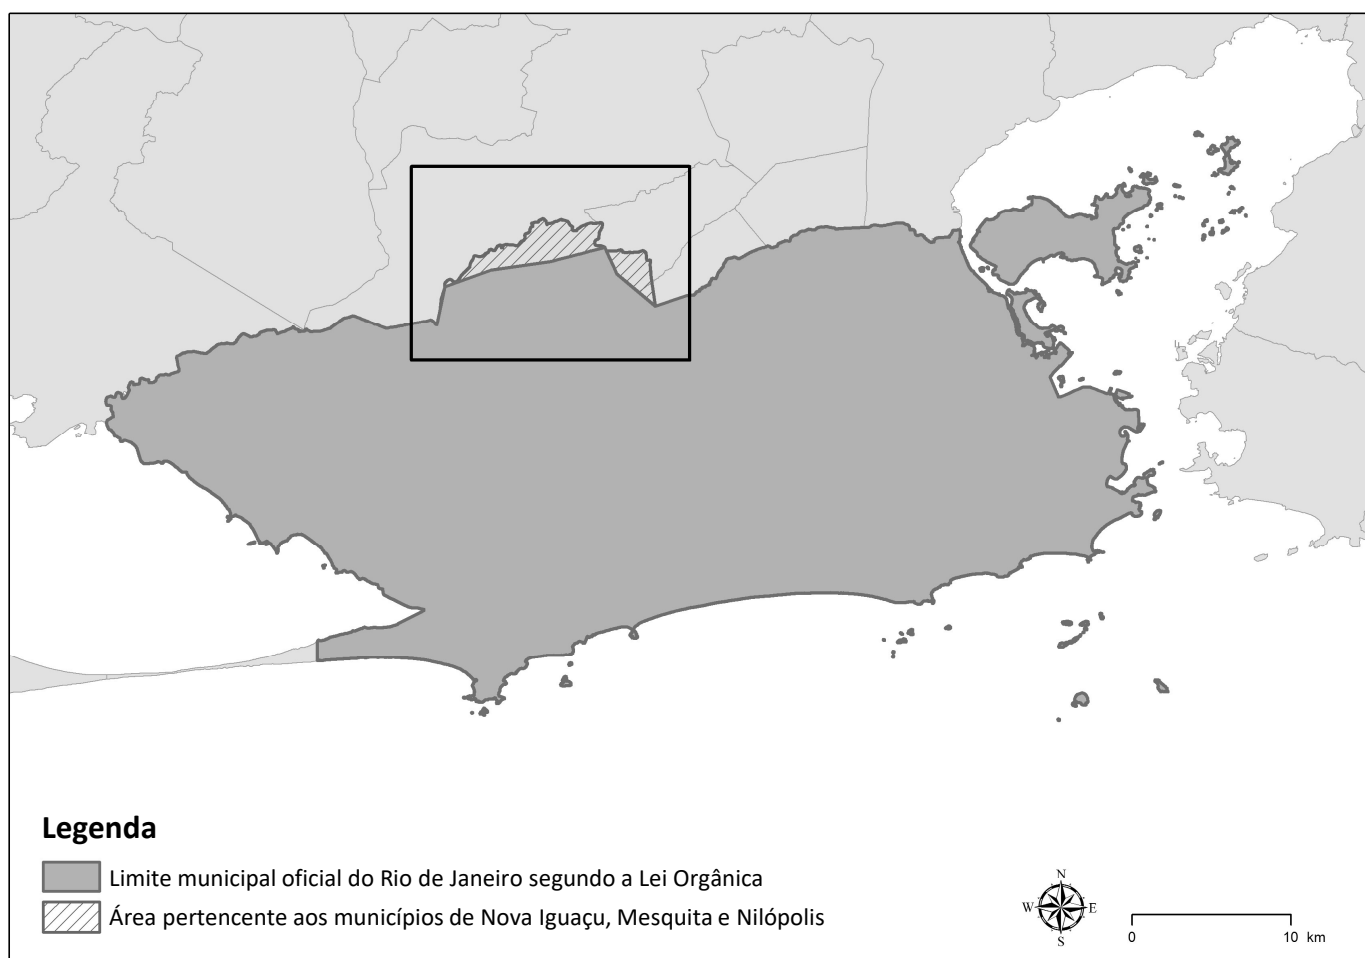 Legenda
Limite municipal oficial do Rio de Janeiro segundo a Lei Orgânica
Área pertencente aos municípios de Nova Iguaçu, Mesquita e Nilópolis
N
W E
S
0 10 km